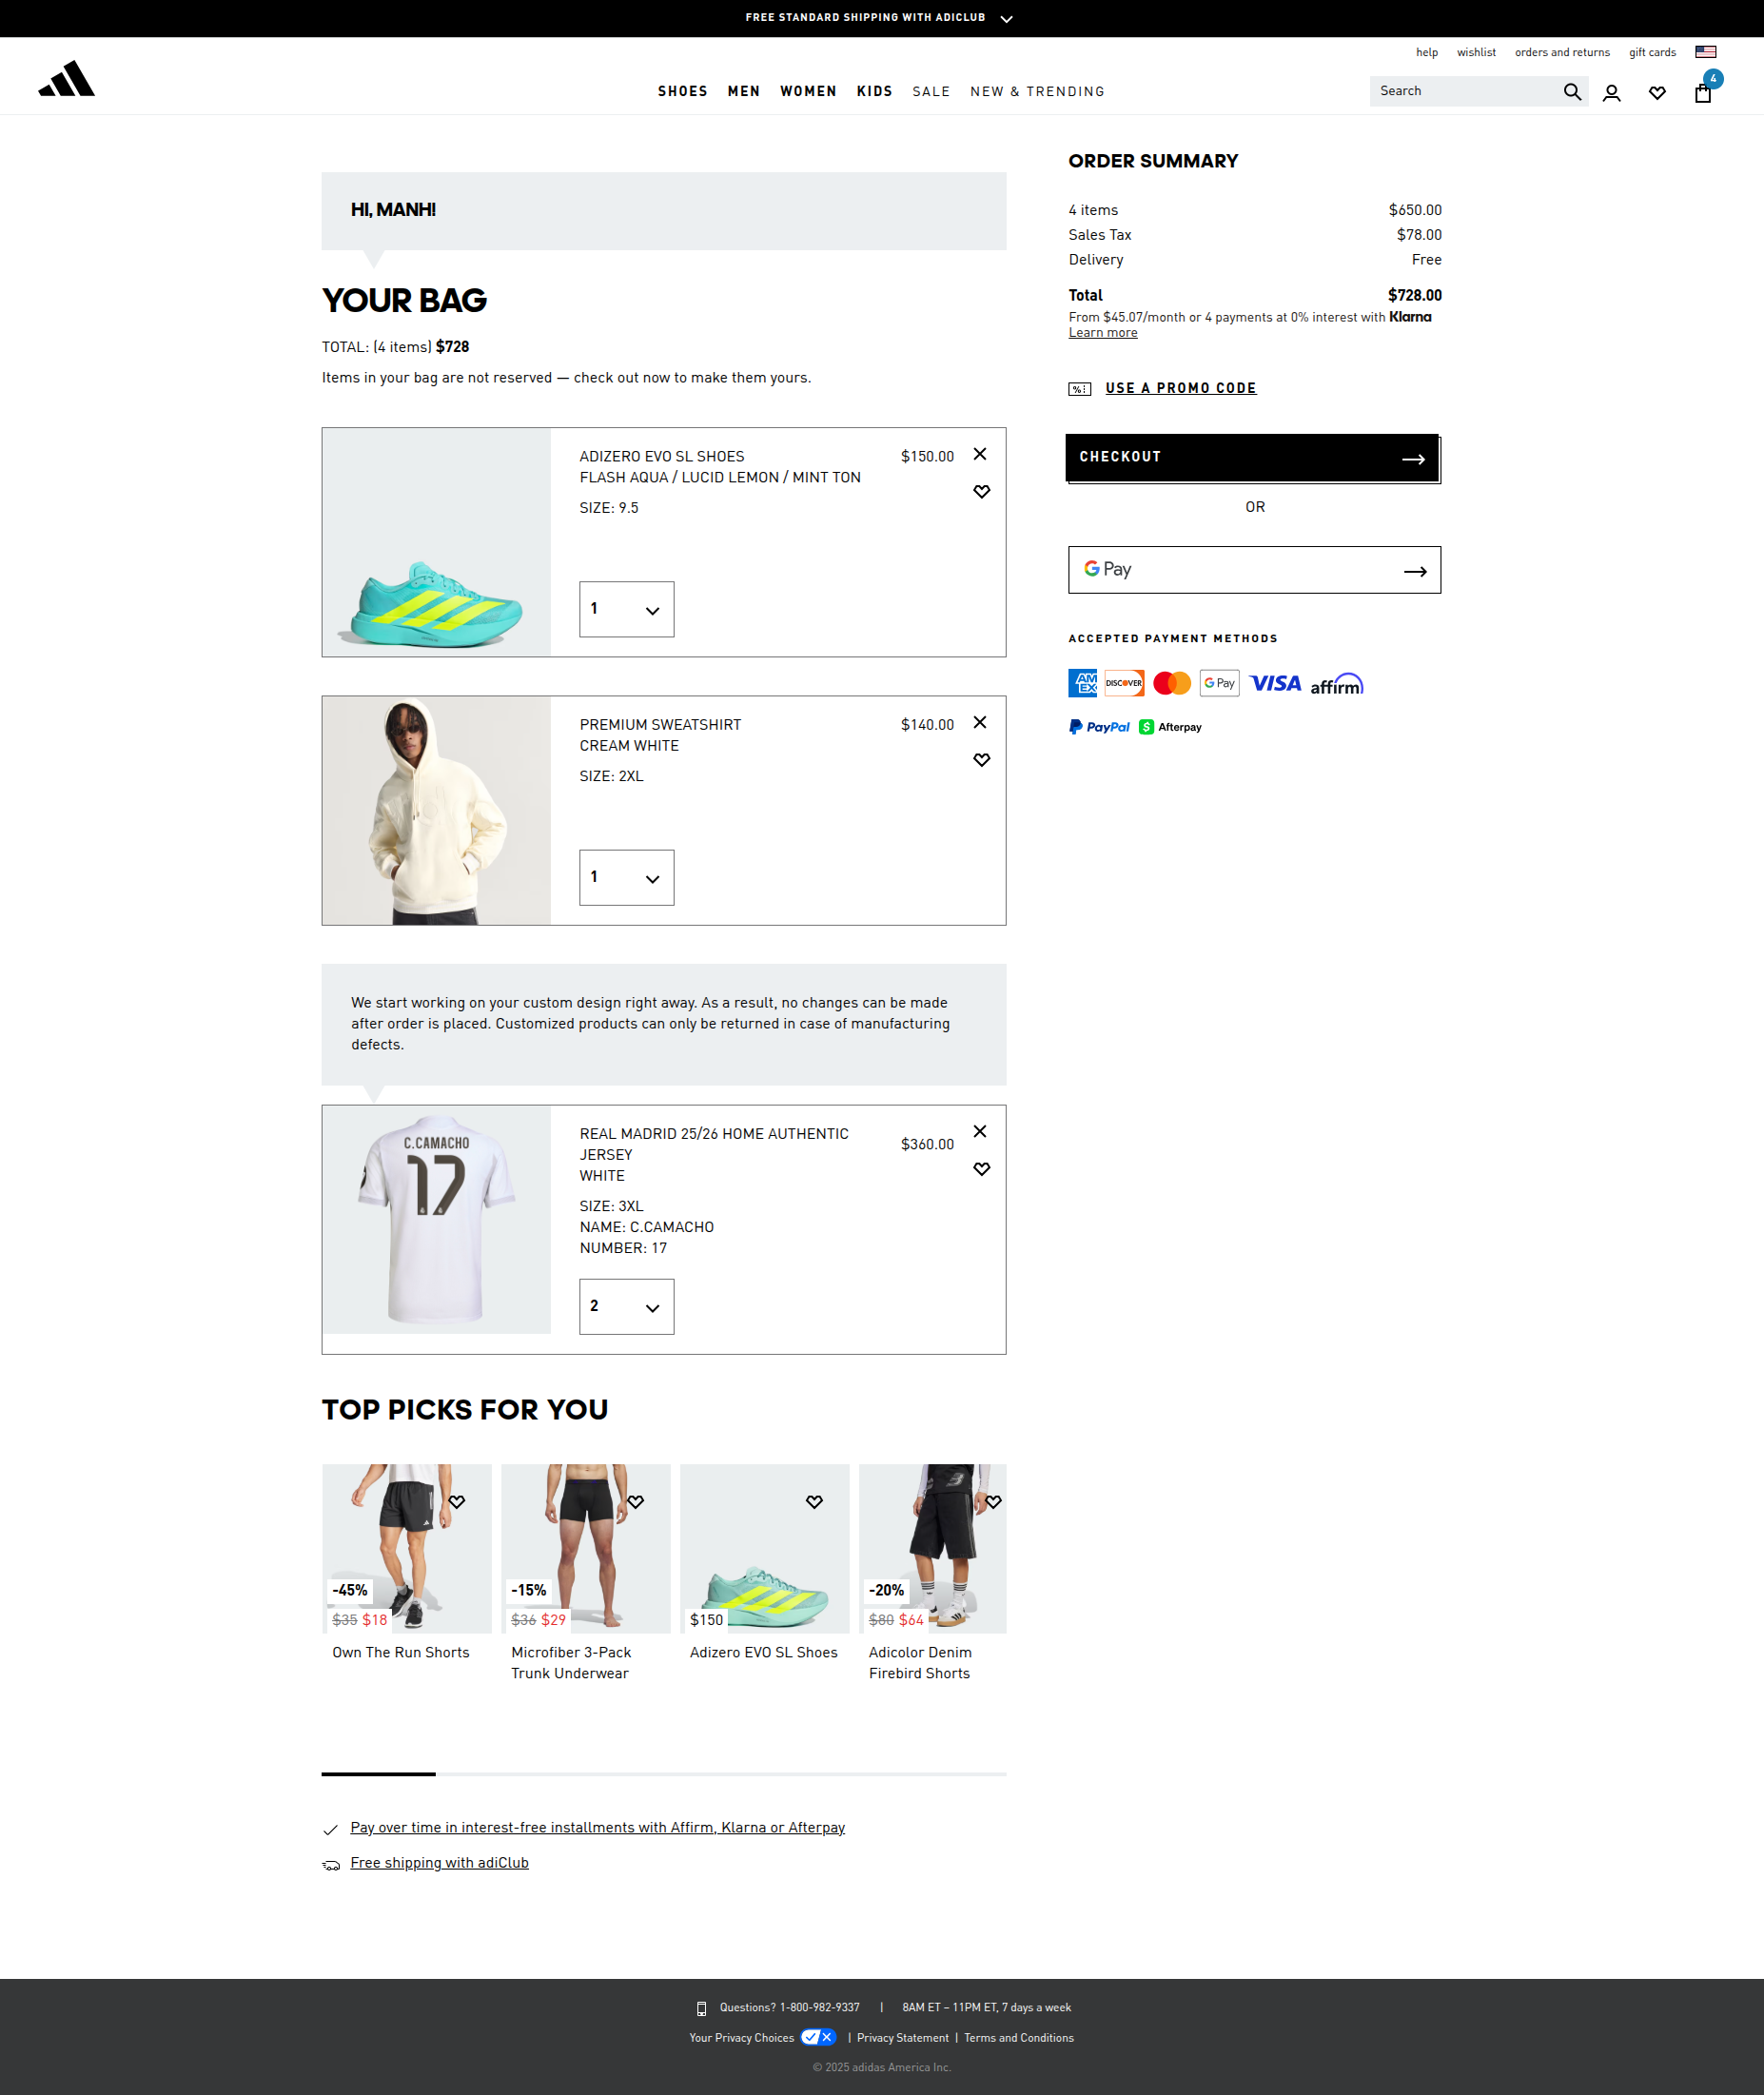 FREE STANDARD SHIPPING WITH ADICLUB
help wishlist orders and returns gift cards
SHOES MEN WOMEN KIDS SALE NEW & TRENDING
Search
4
HI, MANH!
YOUR BAG
TOTAL: (4 items) $728
Items in your bag are not reserved — check out now to make them yours.
ADIZERO EVO SL SHOES
$150.00
FLASH AQUA / LUCID LEMON / MINT TON
SIZE: 9.5
1
PREMIUM SWEATSHIRT
$140.00
CREAM WHITE
SIZE: 2XL
1
We start working on your custom design right away. As a result, no changes can be made
after order is placed. Customized products can only be returned in case of manufacturing
defects.
C.CAMACHO
17
REAL MADRID 25/26 HOME AUTHENTIC
JERSEY
$360.00
WHITE
SIZE: 3XL
NAME: C.CAMACHO
NUMBER: 17
2
TOP PICKS FOR YOU
-45%
$35 $18
Own The Run Shorts
-15%
$36 $29
Microfiber 3-Pack
Trunk Underwear
$150
Adizero EVO SL Shoes
-20%
$80 $64
Adicolor Denim
Firebird Shorts
Pay over time in interest-free installments with Affirm, Klarna or Afterpay
Free shipping with adiClub
ORDER SUMMARY
4 items $650.00
Sales Tax $78.00
Delivery Free
Total $728.00
From $45.07/month or 4 payments at 0% interest with Klarna
Learn more
USE A PROMO CODE
CHECKOUT
OR
G Pay
ACCEPTED PAYMENT METHODS
AM EX DISCOVER G Pay VISA affirm
PayPal Afterpay
Questions? 1-800-982-9337 | 8AM ET – 11PM ET, 7 days a week
Your Privacy Choices | Privacy Statement | Terms and Conditions
© 2025 adidas America Inc.